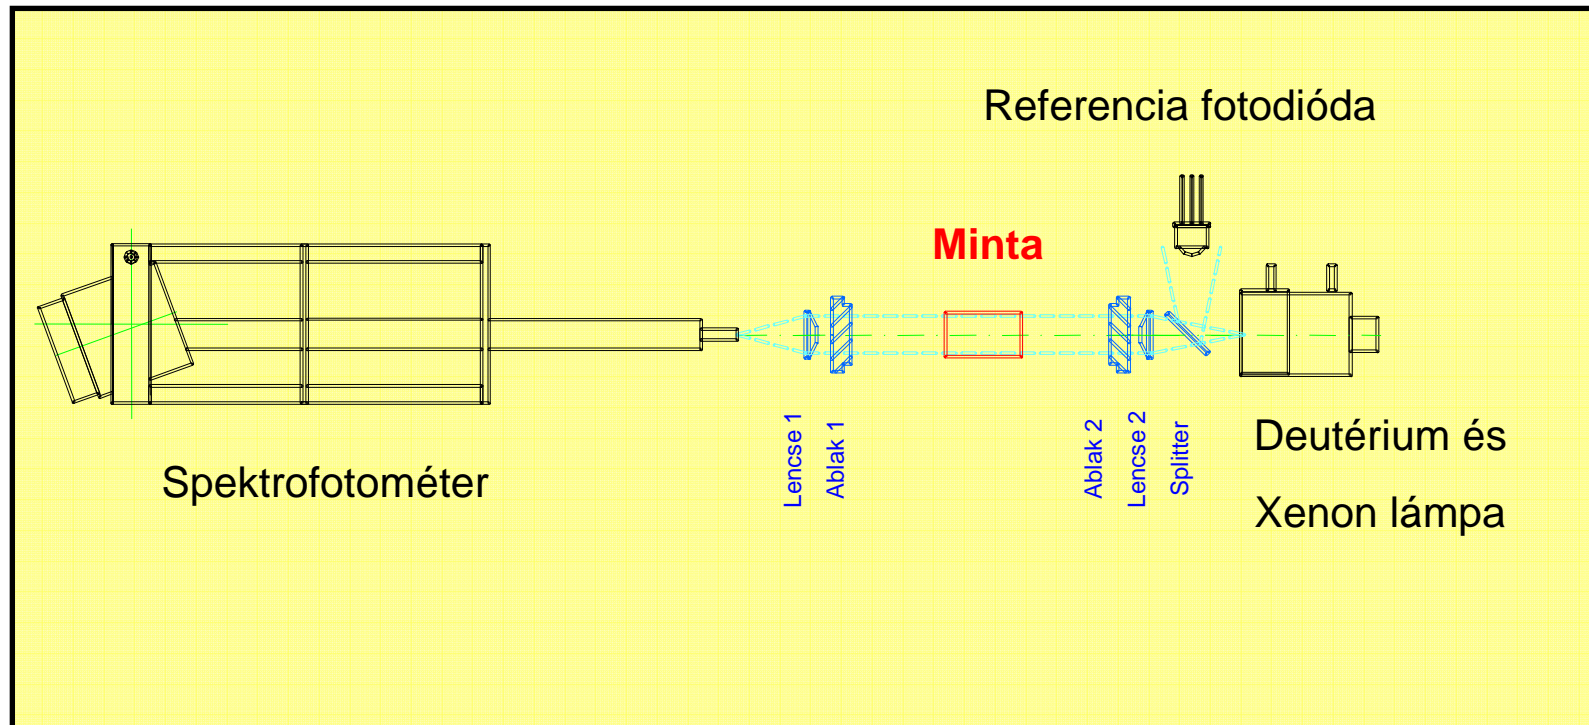 Referencia fotodióda
Minta
Spektrofotométer
Lencse 1
Ablak 1
Ablak 2
Lencse 2
Splitter
Deutérium és
Xenon lámpa